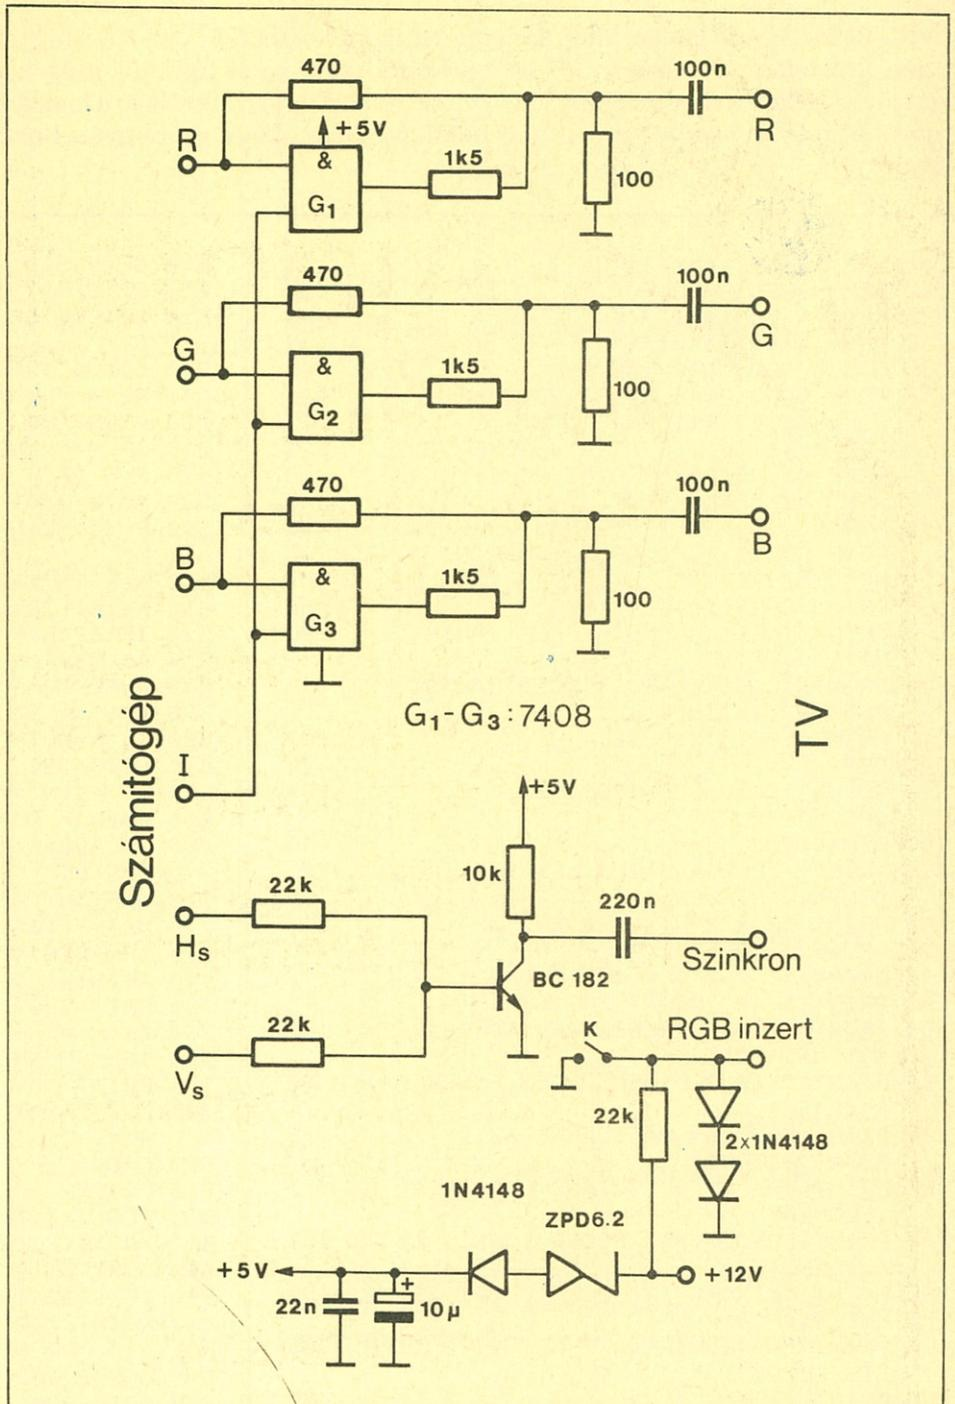 470
100n
R
+5V
&
G₁
1k5
100
R
470
100n
G
&
G₂
1k5
100
G
470
100n
B
&
G₃
1k5
100
B
G₁-G₃:7408
Számítógép
TV
I
+5V
10k
22k
Hs
220n
Szinkron
BC 182
22k
Vs
K
RGB inzert
22k
2x1N4148
1N4148
ZPD6.2
+5V
+12V
22n
+
10µ